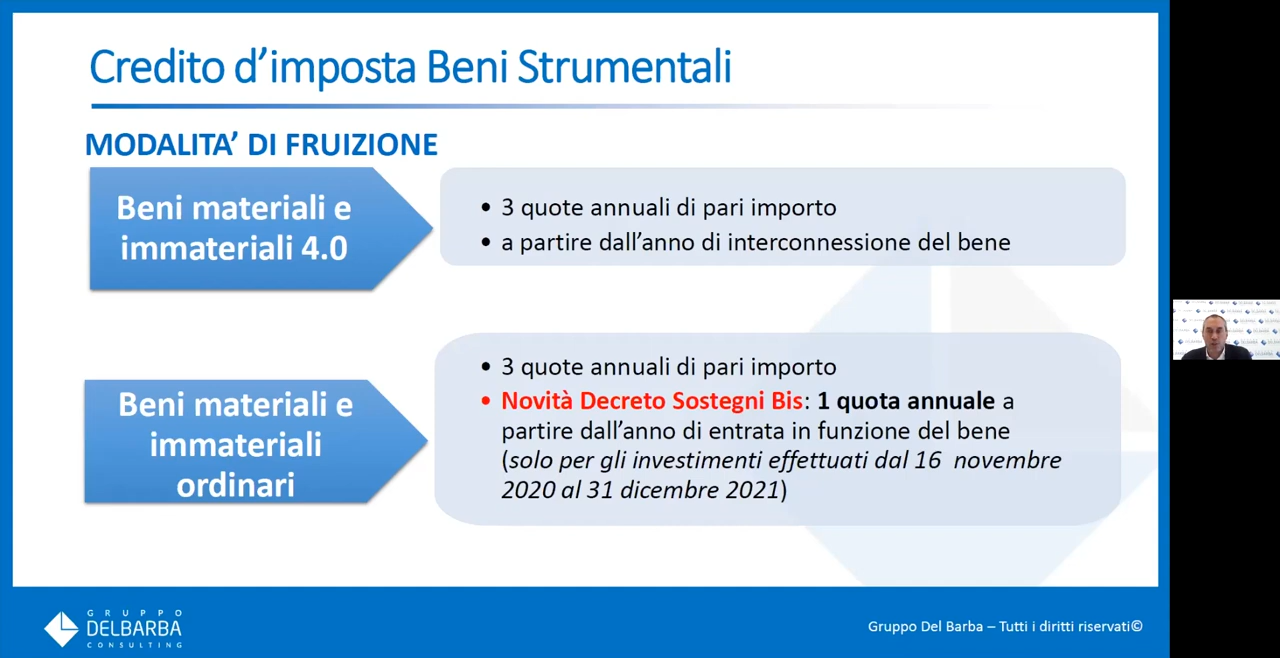 Credito d'imposta Beni Strumentali
MODALITA' DI FRUIZIONE
Beni materiali e
immateriali 4.0
• 3 quote annuali di pari importo
• a partire dall'anno di interconnessione del bene
Beni materiali e
immateriali
ordinari
• 3 quote annuali di pari importo
• Novità Decreto Sostegni Bis: 1 quota annuale a
partire dall'anno di entrata in funzione del bene
(solo per gli investimenti effettuati dal 16 novembre
2020 al 31 dicembre 2021)
GRUPPO
DELBARBA
CONSULTING
Gruppo Del Barba – Tutti i diritti riservati©